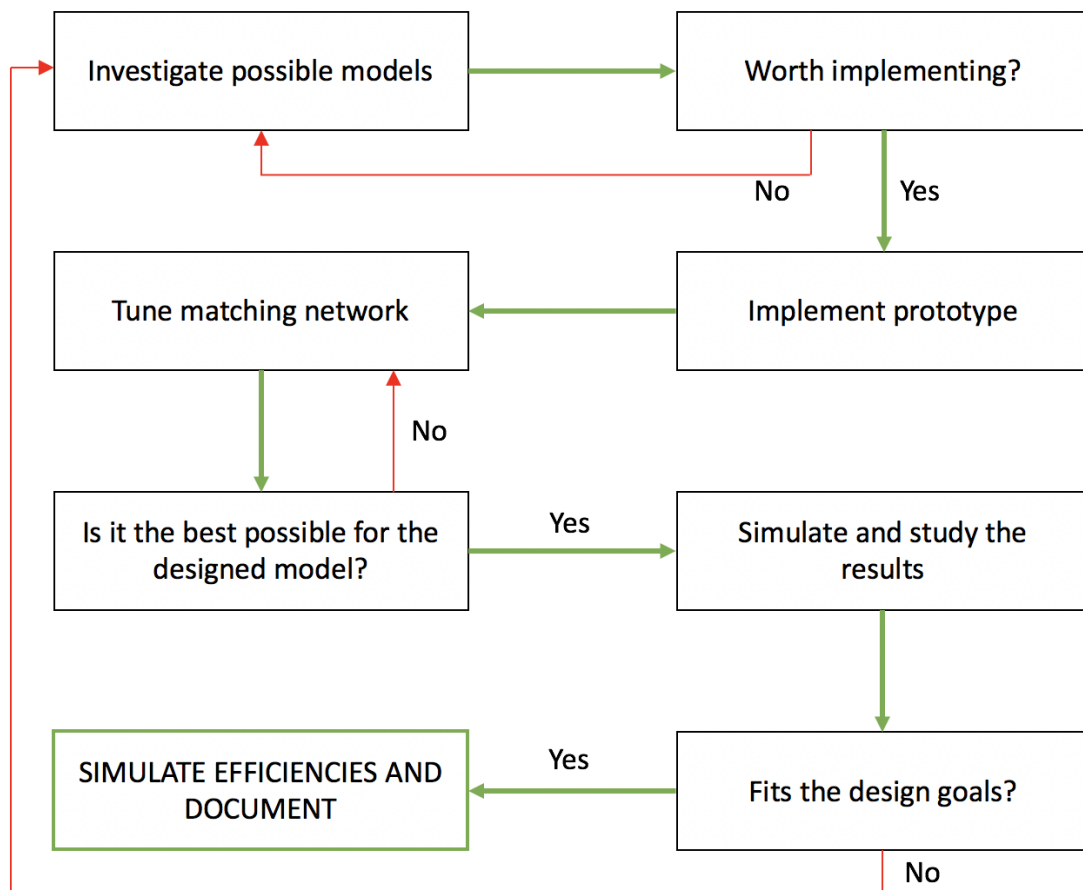 Investigate possible models
Worth implementing?
No
Yes
Tune matching network
Implement prototype
No
Is it the best possible for the
designed model?
Yes
Simulate and study the
results
SIMULATE EFFICIENCIES AND
DOCUMENT
Yes
Fits the design goals?
No